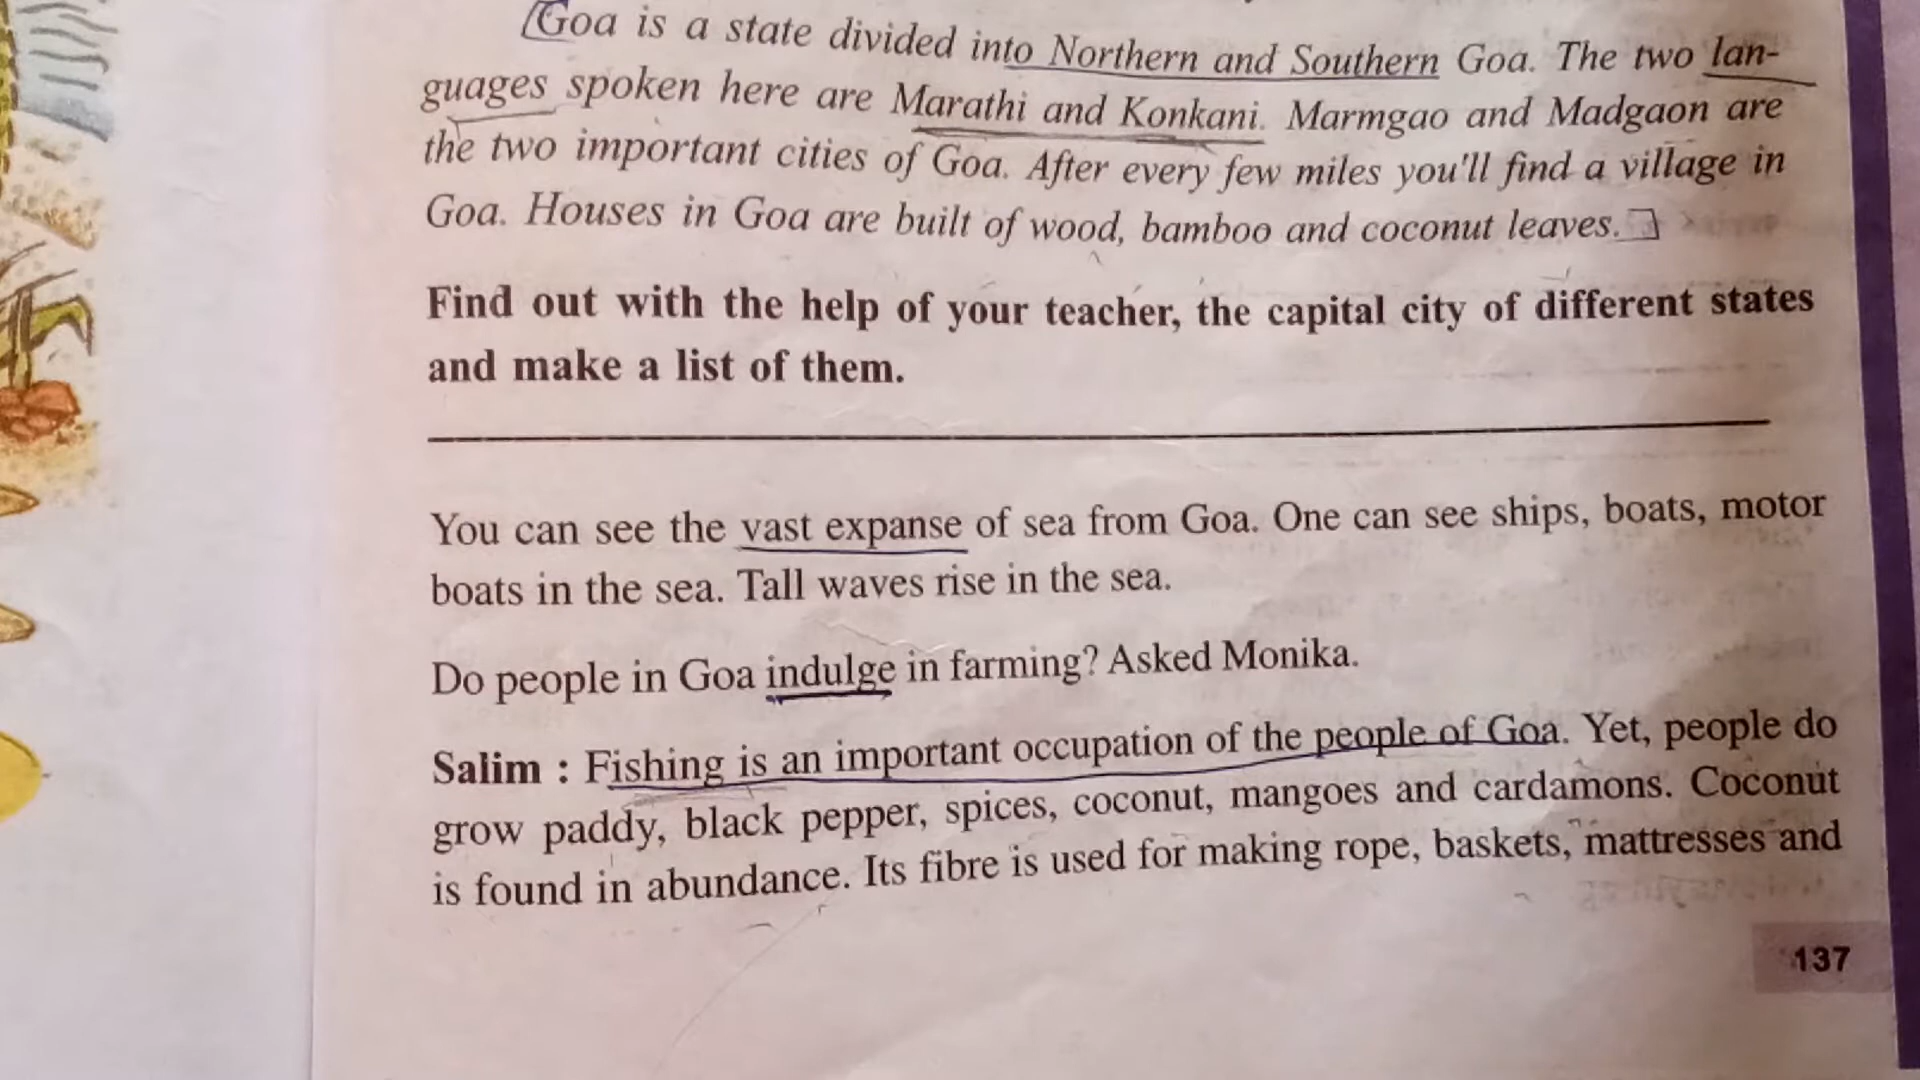 Goa is a state divided into Northern and Southern Goa. The two lan-
guages spoken here are Marathi and Konkani. Marmgao and Madgaon are
the two important cities of Goa. After every few miles you'll find a village in
Goa. Houses in Goa are built of wood, bamboo and coconut leaves.
Find out with the help of your teacher, the capital city of different states
and make a list of them.
You can see the vast expanse of sea from Goa. One can see ships, boats, motor
boats in the sea. Tall waves rise in the sea.
Do people in Goa indulge in farming? Asked Monika.
Salim : Fishing is an important occupation of the people of Goa. Yet, people do
grow paddy, black pepper, spices, coconut, mangoes and cardamons. Coconut
is found in abundance. Its fibre is used for making rope, baskets, mattresses and
137